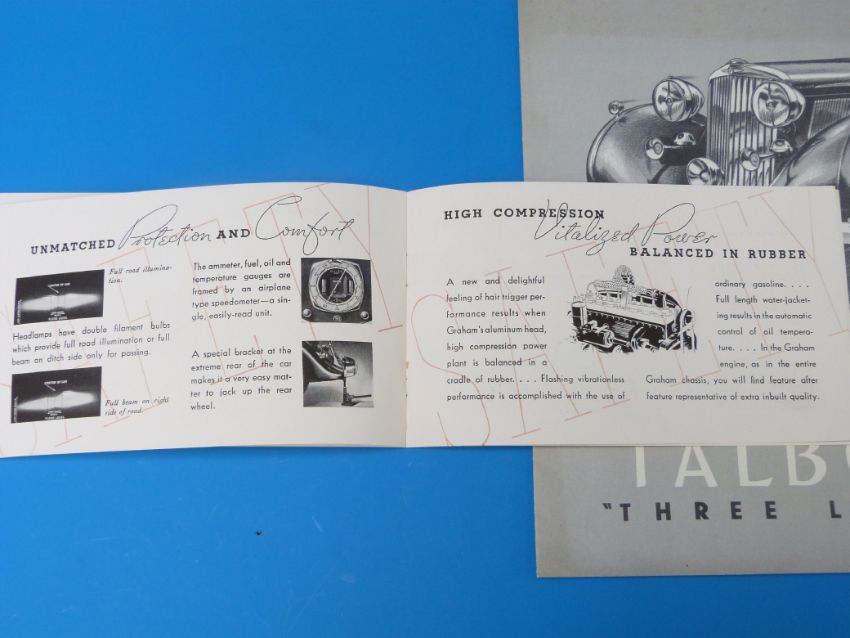 UNMATCHED Protection AND Comfort
Full road illumina-
tion.
Headlamps have double filament bulbs
which provide full road illumination or full
beam on ditch side only for passing.
Full beam on right
side of road.
The ammeter, fuel, oil and
temperature gauges are
framed by an airplane
type speedometer—a sin-
gle, easily-read unit.
A special bracket at the
extreme rear of the car
makes it a very easy mat-
ter to jack up the rear
wheel.
SAFETY
HIGH COMPRESSION
Vitalized Power
BALANCED IN RUBBER
A new and delightful
feeling of hair trigger per-
formance results when
Graham's aluminum head,
high compression power
plant is balanced in a
cradle of rubber. . . . Flashing vibrationless
performance is accomplished with the use of
ordinary gasoline. . . .
Full length water-jacket-
ing results in the automatic
control of oil tempera-
ture. . . . In the Graham
engine, as in the entire
Graham chassis, you will find feature after
feature representative of extra inbuilt quality.
SAFETY
TALBO
"THREE L